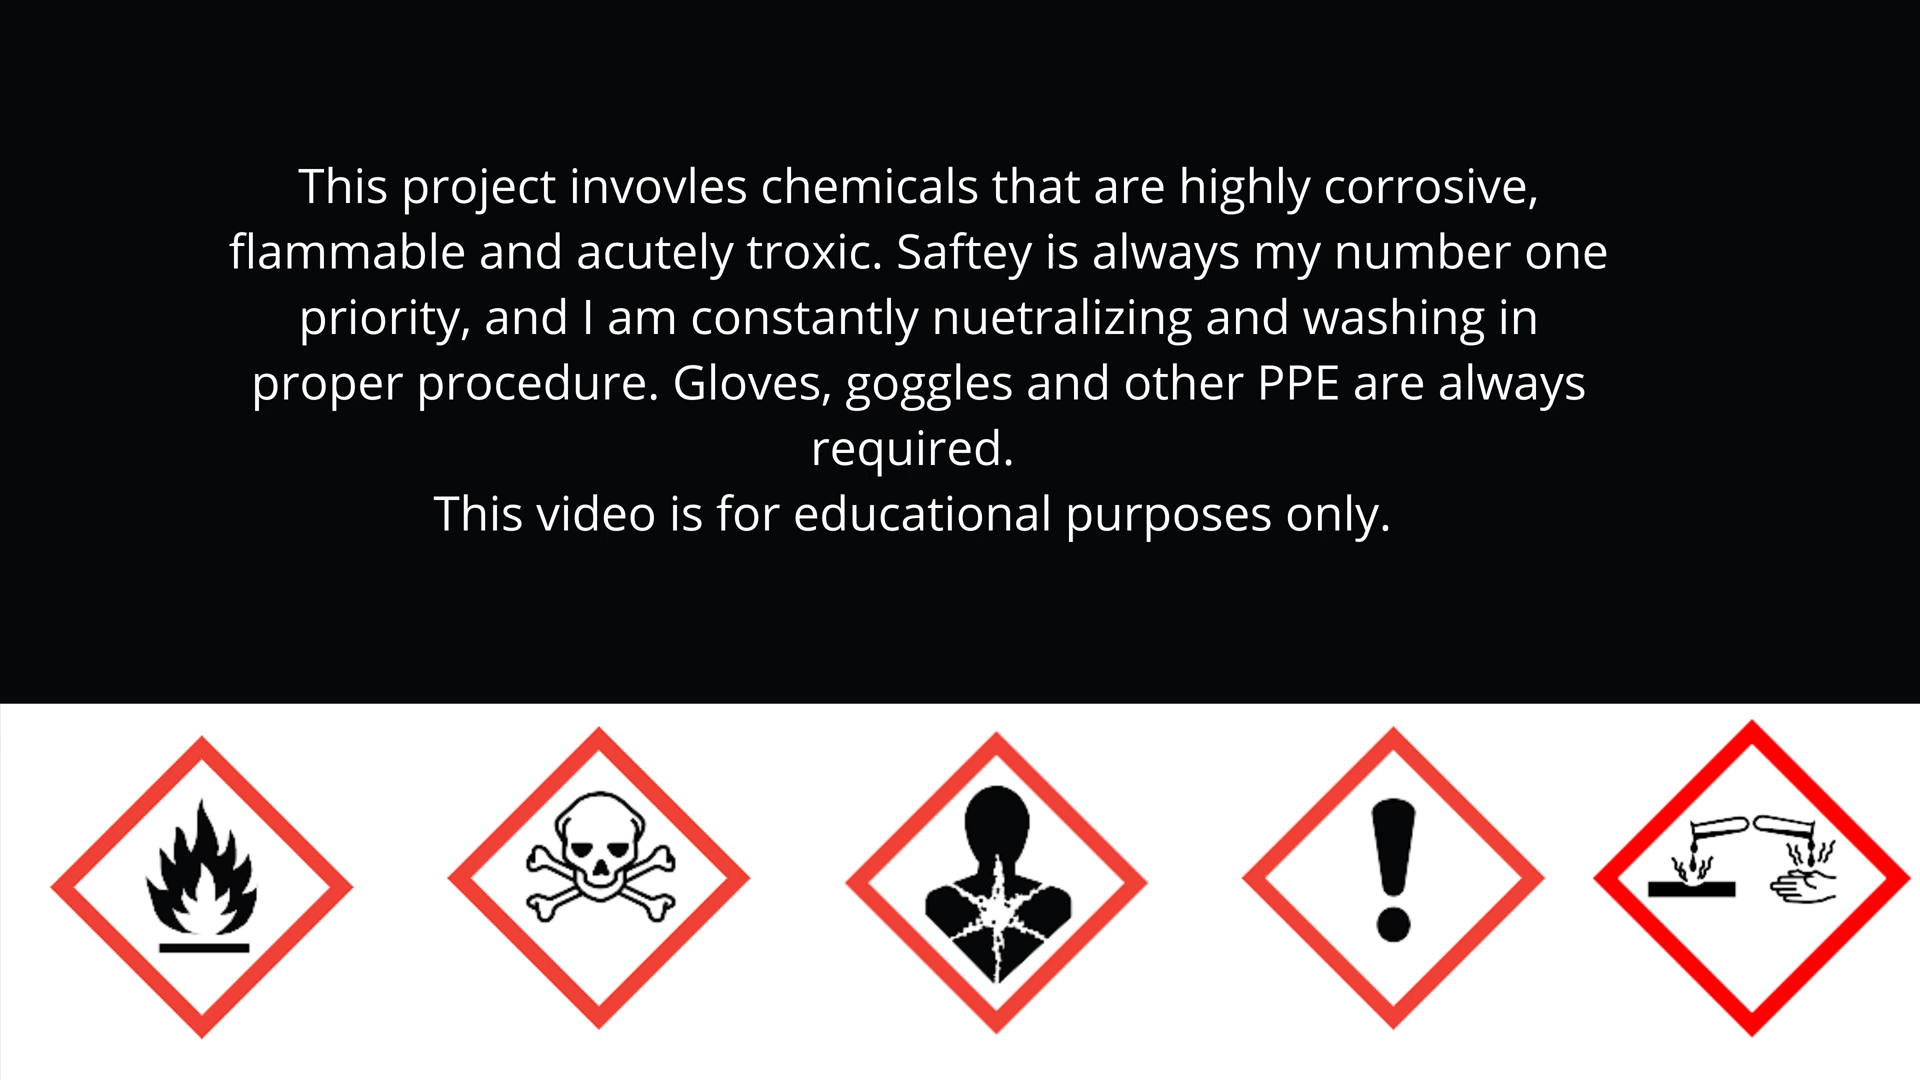 This project invovles chemicals that are highly corrosive,
flammable and acutely troxic. Saftey is always my number one
priority, and I am constantly nuetralizing and washing in
proper procedure. Gloves, goggles and other PPE are always
required.
This video is for educational purposes only.